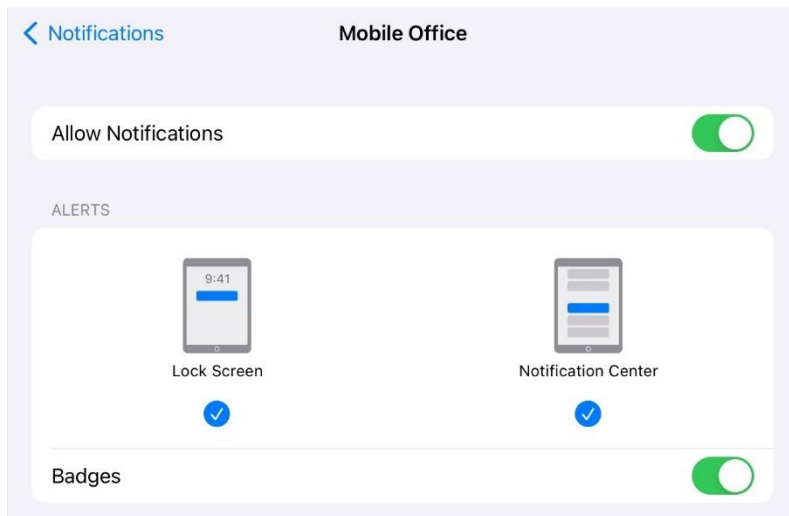 Notifications
Mobile Office
Allow Notifications
ALERTS
9:41
Lock Screen
Notification Center
Badges